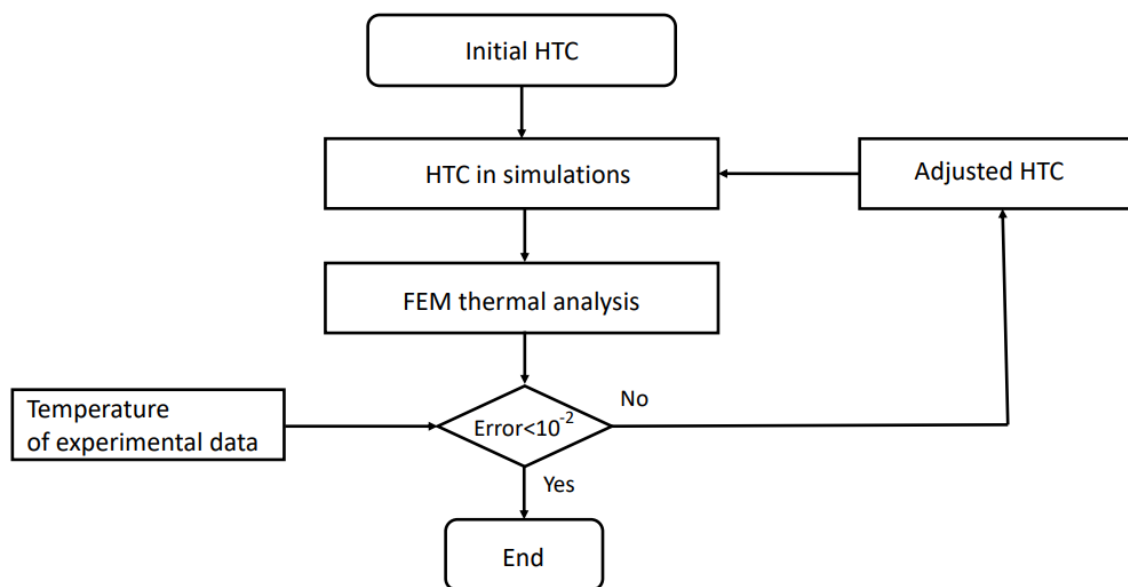 Initial HTC
HTC in simulations
Adjusted HTC
FEM thermal analysis
Temperature
of experimental data
Error<10⁻²
No
Yes
End